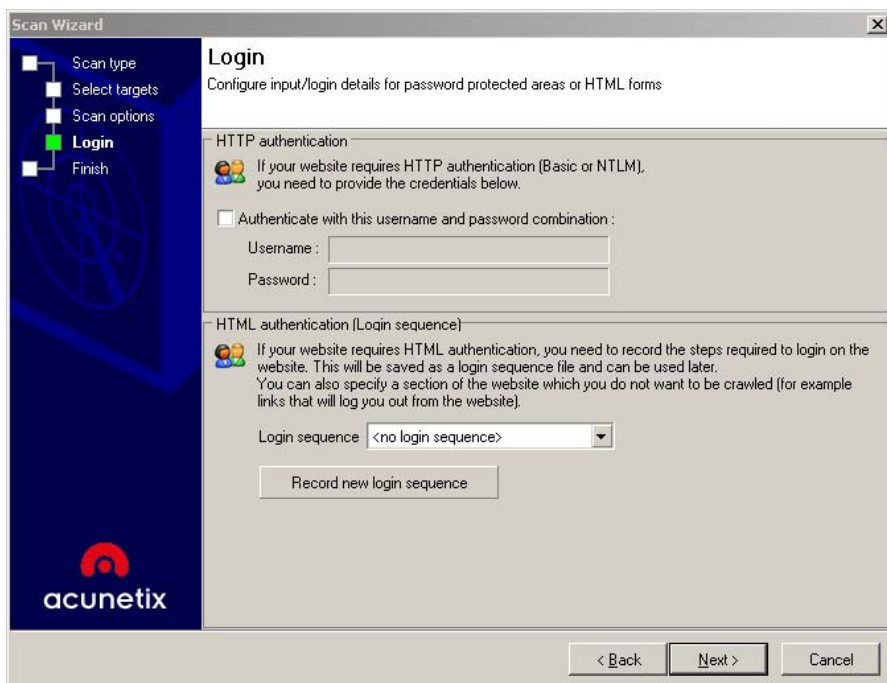 Scan Wizard
Scan type
Select targets
Scan options
Login
Finish
acunetix
Login
Configure input/login details for password protected areas or HTML forms
HTTP authentication
If your website requires HTTP authentication (Basic or NTLM),
you need to provide the credentials below.
Authenticate with this username and password combination :
Username :
Password :
HTML authentication (Login sequence)
If your website requires HTML authentication, you need to record the steps required to login on the
website. This will be saved as a login sequence file and can be used later.
You can also specify a section of the website which you do not want to be crawled (for example
links that will log you out from the website).
Login sequence <no login sequence>
Record new login sequence
< Back Next > Cancel